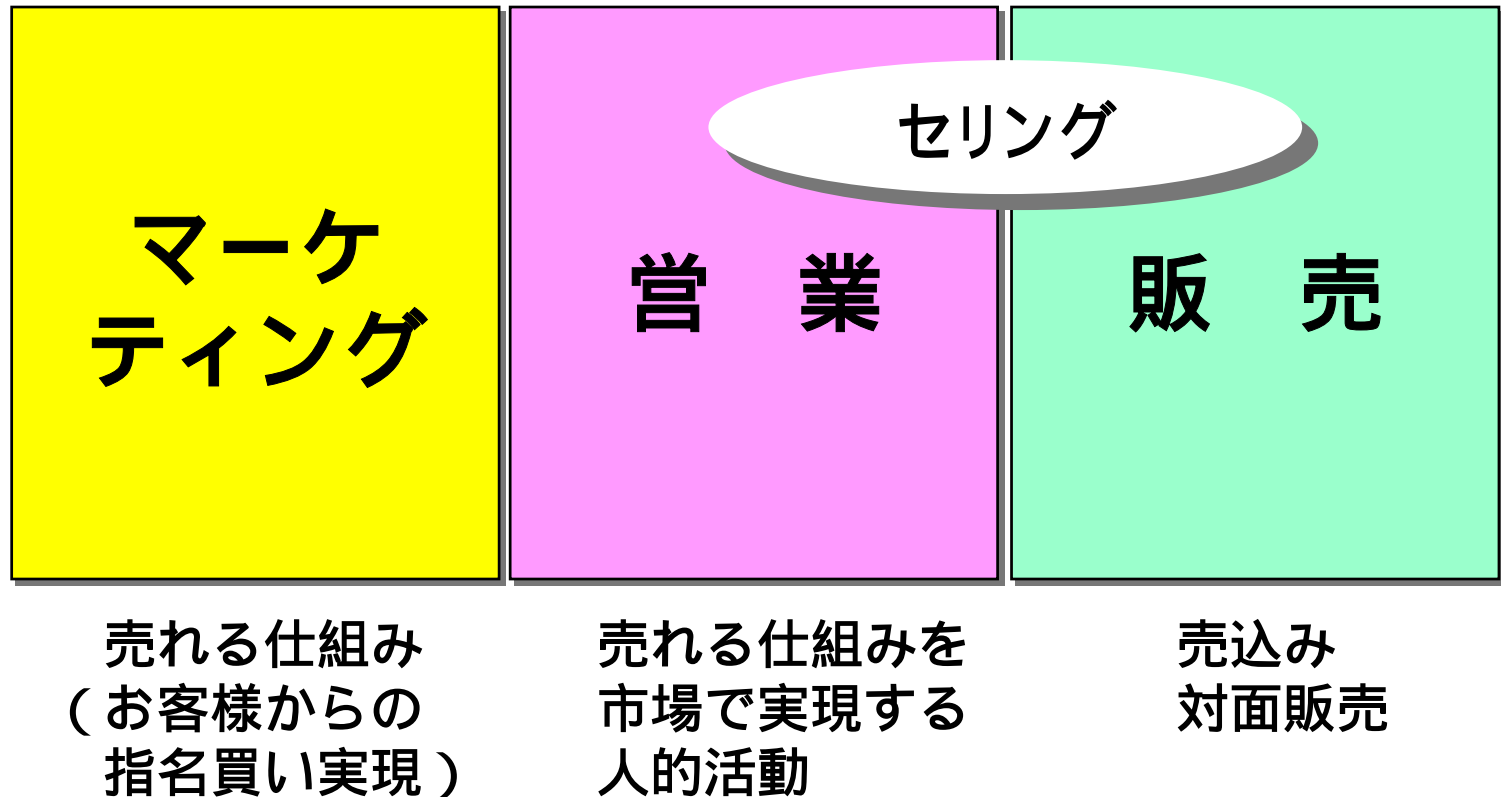 セリング
マーケ
ティング
営　業
販　売
売れる仕組み
（お客様からの
指名買い実現）
売れる仕組みを
市場で実現する
人的活動
売込み
対面販売